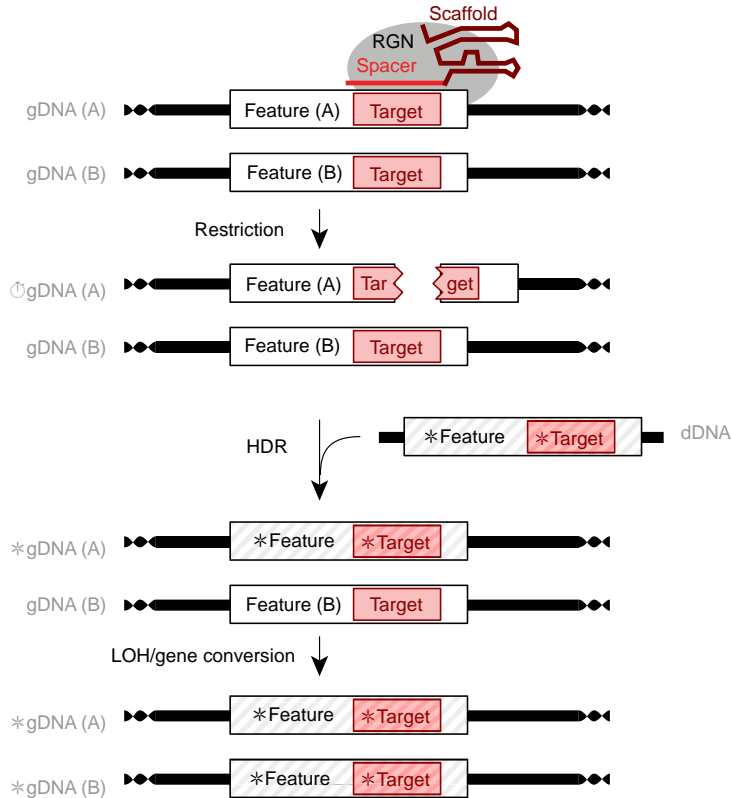 Scaffold
RGN
Spacer
gDNA (A) Feature (A) Target
gDNA (B) Feature (B) Target
Restriction
⏱gDNA (A) Feature (A) Tar get
gDNA (B) Feature (B) Target
HDR
✳Feature ✳Target dDNA
✳gDNA (A) ✳Feature ✳Target
gDNA (B) Feature (B) Target
LOH/gene conversion
✳gDNA (A) ✳Feature ✳Target
✳gDNA (B) ✳Feature ✳Target